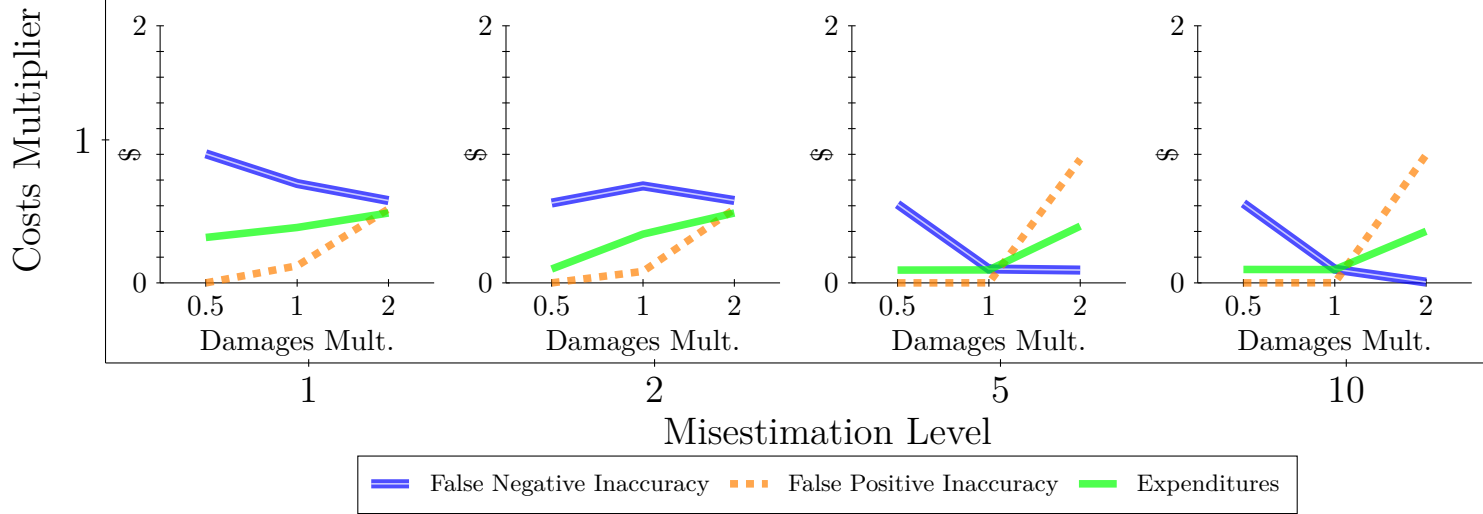 Costs Multiplier
1
2
0
$
0.5 1 2
Damages Mult.
2
0
$
0.5 1 2
Damages Mult.
2
0
$
0.5 1 2
Damages Mult.
2
0
$
0.5 1 2
Damages Mult.
1 2 5 10
Misestimation Level
False Negative Inaccuracy False Positive Inaccuracy Expenditures